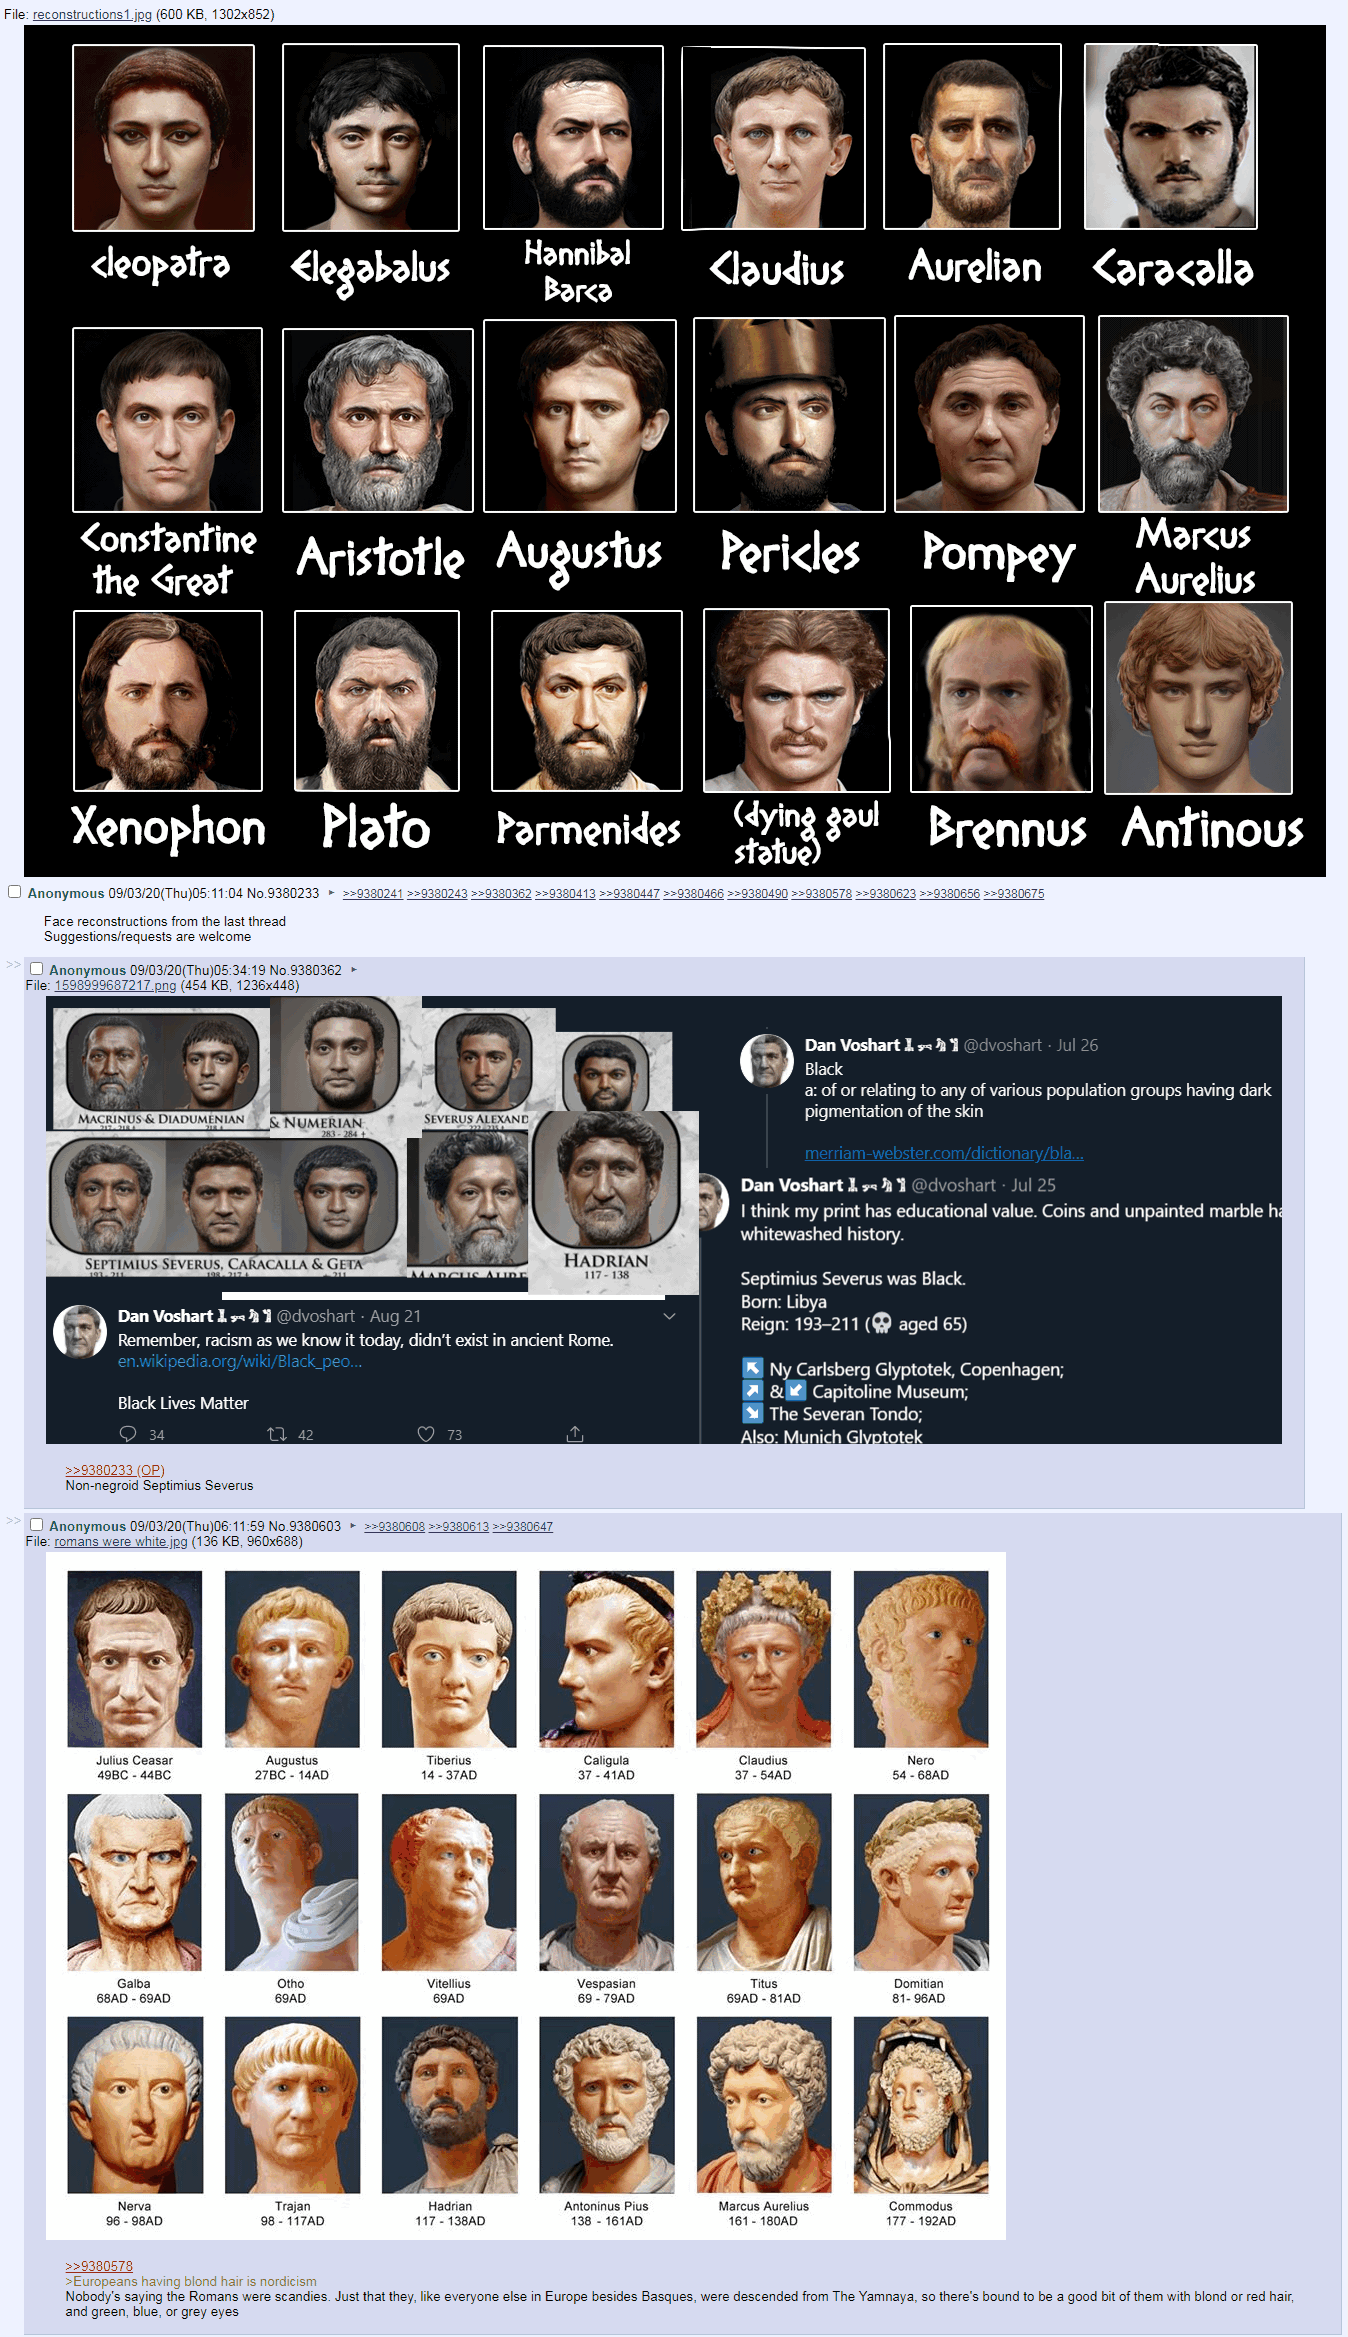 File: reconstructions1.jpg (600 KB, 1302x852)
cleopatra
Elegabalus
Hannibal
Barca
Claudius
Aurelian
Caracalla
Constantine
the Great
Aristotle
Augustus
Pericles
Pompey
Marcus
Aurelius
Xenophon
Plato
Parmenides
(dying gaul
statue)
Brennus
Antinous
Anonymous 09/03/20(Thu)05:11:04 No.9380233 ► >>9380241 >>9380243 >>9380362 >>9380413 >>9380447 >>9380466 >>9380490 >>9380578 >>9380623 >>9380656 >>9380675
Face reconstructions from the last thread
Suggestions/requests are welcome
>> Anonymous 09/03/20(Thu)05:34:19 No.9380362 ►
File: 1598999687217.png (454 KB, 1236x448)
MACRINUS & DIADUMENIAN
217 - 218 + 218 +
& NUMERIAN
283 - 284 +
SEVERUS ALEXAND
SEPTIMIUS SEVERUS, CARACALLA & GETA
193 - 211 198 - 217 + - 211
MARCUS AURE
HADRIAN
117 - 138
Dan Voshart @dvoshart · Jul 26
Black
a: of or relating to any of various population groups having dark
pigmentation of the skin
merriam-webster.com/dictionary/bla...
Dan Voshart @dvoshart · Jul 25
I think my print has educational value. Coins and unpainted marble ha
whitewashed history.
Septimius Severus was Black.
Born: Libya
Reign: 193–211 (💀 aged 65)
↖ Ny Carlsberg Glyptotek, Copenhagen;
↗ &↙ Capitoline Museum;
↘ The Severan Tondo;
Also: Munich Glyptotek
Dan Voshart @dvoshart · Aug 21
Remember, racism as we know it today, didn't exist in ancient Rome.
en.wikipedia.org/wiki/Black_peo...
Black Lives Matter
34 42 73
>>9380233 (OP)
Non-negroid Septimius Severus
>> Anonymous 09/03/20(Thu)06:11:59 No.9380603 ► >>9380608 >>9380613 >>9380647
File: romans were white.jpg (136 KB, 960x688)
Julius Ceasar
49BC - 44BC
Augustus
27BC - 14AD
Tiberius
14 - 37AD
Caligula
37 - 41AD
Claudius
37 - 54AD
Nero
54 - 68AD
Galba
68AD - 69AD
Otho
69AD
Vitellius
69AD
Vespasian
69 - 79AD
Titus
69AD - 81AD
Domitian
81- 96AD
Nerva
96 - 98AD
Trajan
98 - 117AD
Hadrian
117 - 138AD
Antoninus Pius
138 - 161AD
Marcus Aurelius
161 - 180AD
Commodus
177 - 192AD
>>9380578
>Europeans having blond hair is nordicism
Nobody's saying the Romans were scandies. Just that they, like everyone else in Europe besides Basques, were descended from The Yamnaya, so there's bound to be a good bit of them with blond or red hair,
and green, blue, or grey eyes